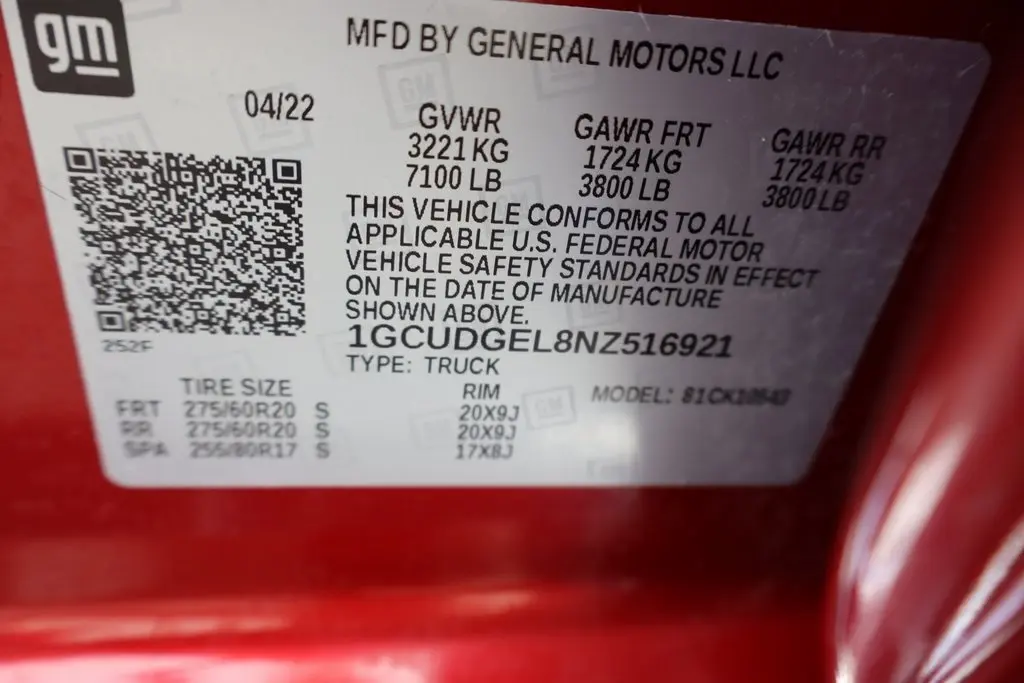 gm
MFD BY GENERAL MOTORS LLC
04/22
GVWR GAWR FRT GAWR RR
3221 KG 1724 KG 1724 KG
7100 LB 3800 LB 3800 LB
THIS VEHICLE CONFORMS TO ALL
APPLICABLE U.S. FEDERAL MOTOR
VEHICLE SAFETY STANDARDS IN EFFECT
ON THE DATE OF MANUFACTURE
SHOWN ABOVE.
1GCUDGEL8NZ516921
252F
TYPE: TRUCK
TIRE SIZE RIM MODEL:
FRT 275/60R20 S 20X9J
RR 275/60R20 S 20X9J
SPA 255/80R17 S 17X8J